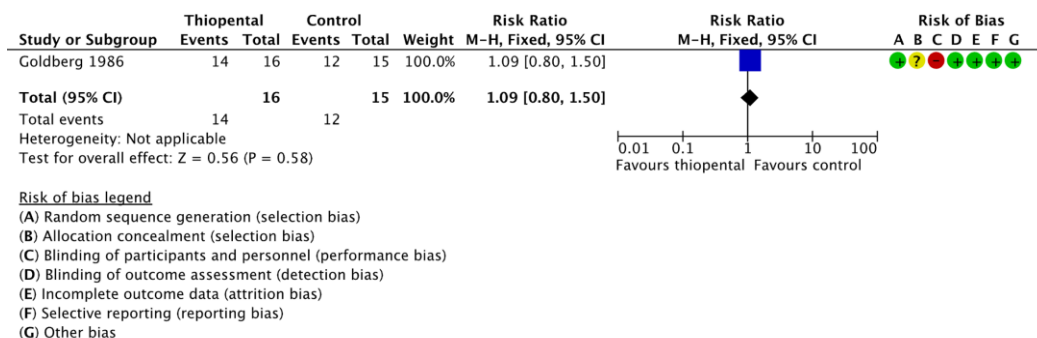 Thiopental Control Risk Ratio Risk Ratio Risk of Bias
Study or Subgroup Events Total Events Total Weight M-H, Fixed, 95% CI M-H, Fixed, 95% CI A B C D E F G
Goldberg 1986 14 16 12 15 100.0% 1.09 [0.80, 1.50] + ? - + + + +
Total (95% CI) 16 15 100.0% 1.09 [0.80, 1.50]
Total events 14 12
Heterogeneity: Not applicable
Test for overall effect: Z = 0.56 (P = 0.58)
0.01 0.1 1 10 100
Favours thiopental Favours control
Risk of bias legend
(A) Random sequence generation (selection bias)
(B) Allocation concealment (selection bias)
(C) Blinding of participants and personnel (performance bias)
(D) Blinding of outcome assessment (detection bias)
(E) Incomplete outcome data (attrition bias)
(F) Selective reporting (reporting bias)
(G) Other bias